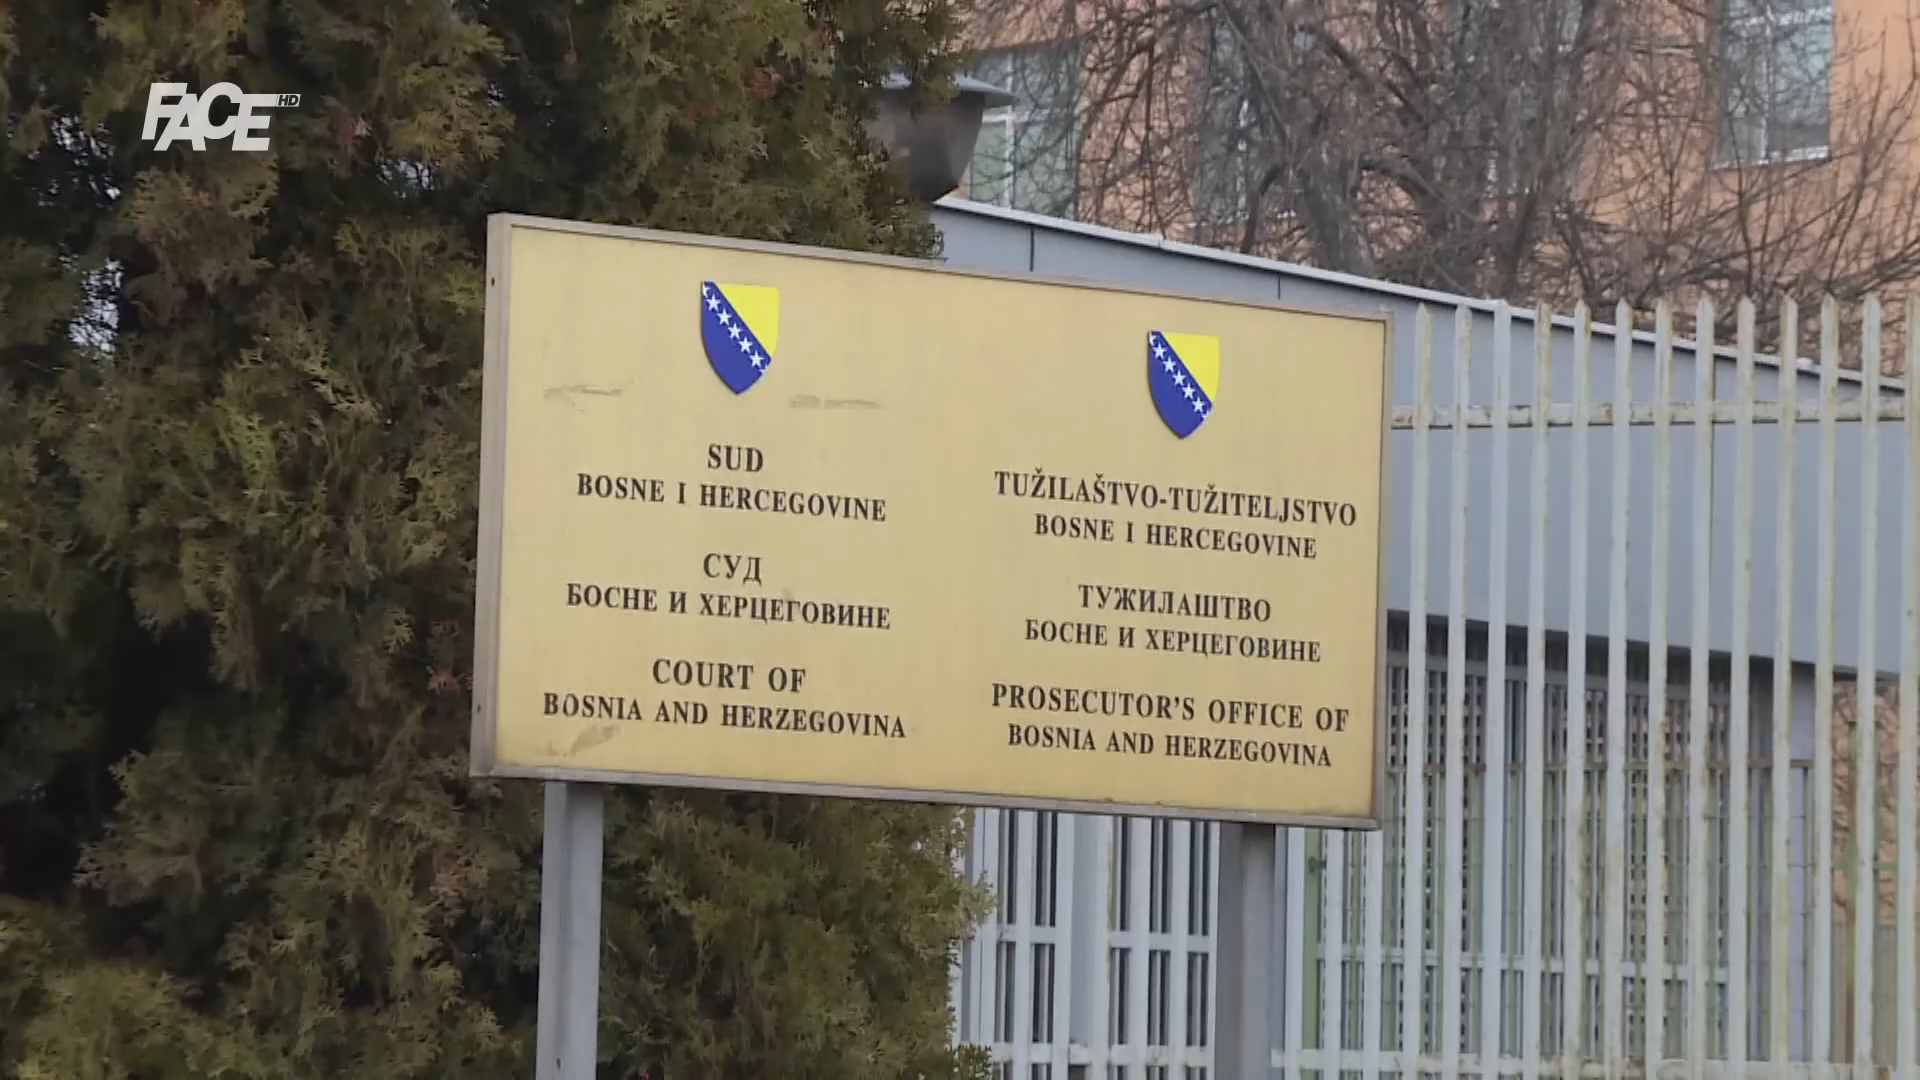 FACE HD
SUD
BOSNE I HERCEGOVINE
СУД
БОСНЕ И ХЕРЦЕГОВИНЕ
COURT OF
BOSNIA AND HERZEGOVINA
TUŽILAŠTVO-TUŽITELJSTVO
BOSNE I HERCEGOVINE
ТУЖИЛАШТВО
БОСНЕ И ХЕРЦЕГОВИНЕ
PROSECUTOR'S OFFICE OF
BOSNIA AND HERZEGOVINA